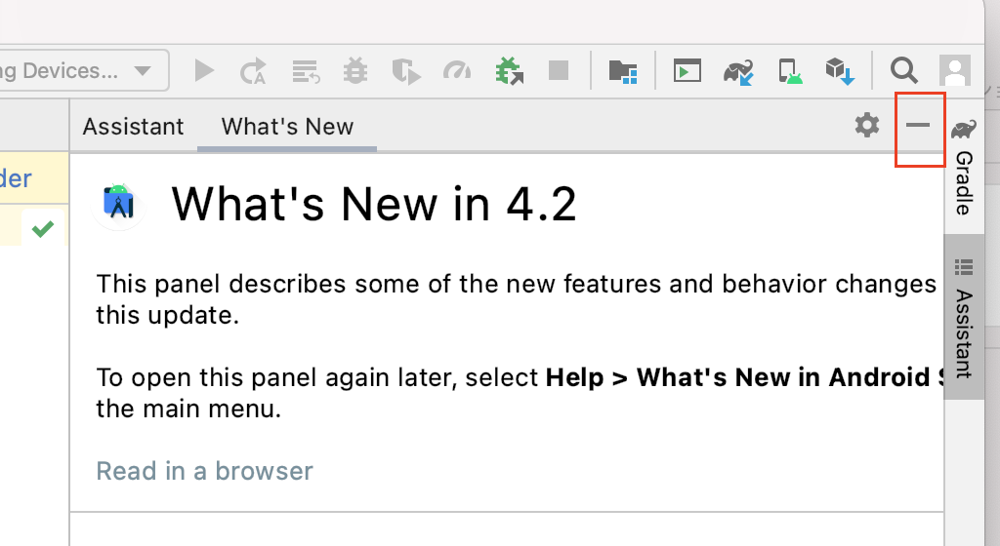 ng Devices...
Assistant
What's New
der
What's New in 4.2
This panel describes some of the new features and behavior changes
this update.
To open this panel again later, select Help > What's New in Android
the main menu.
Read in a browser
Gradle
Assistant